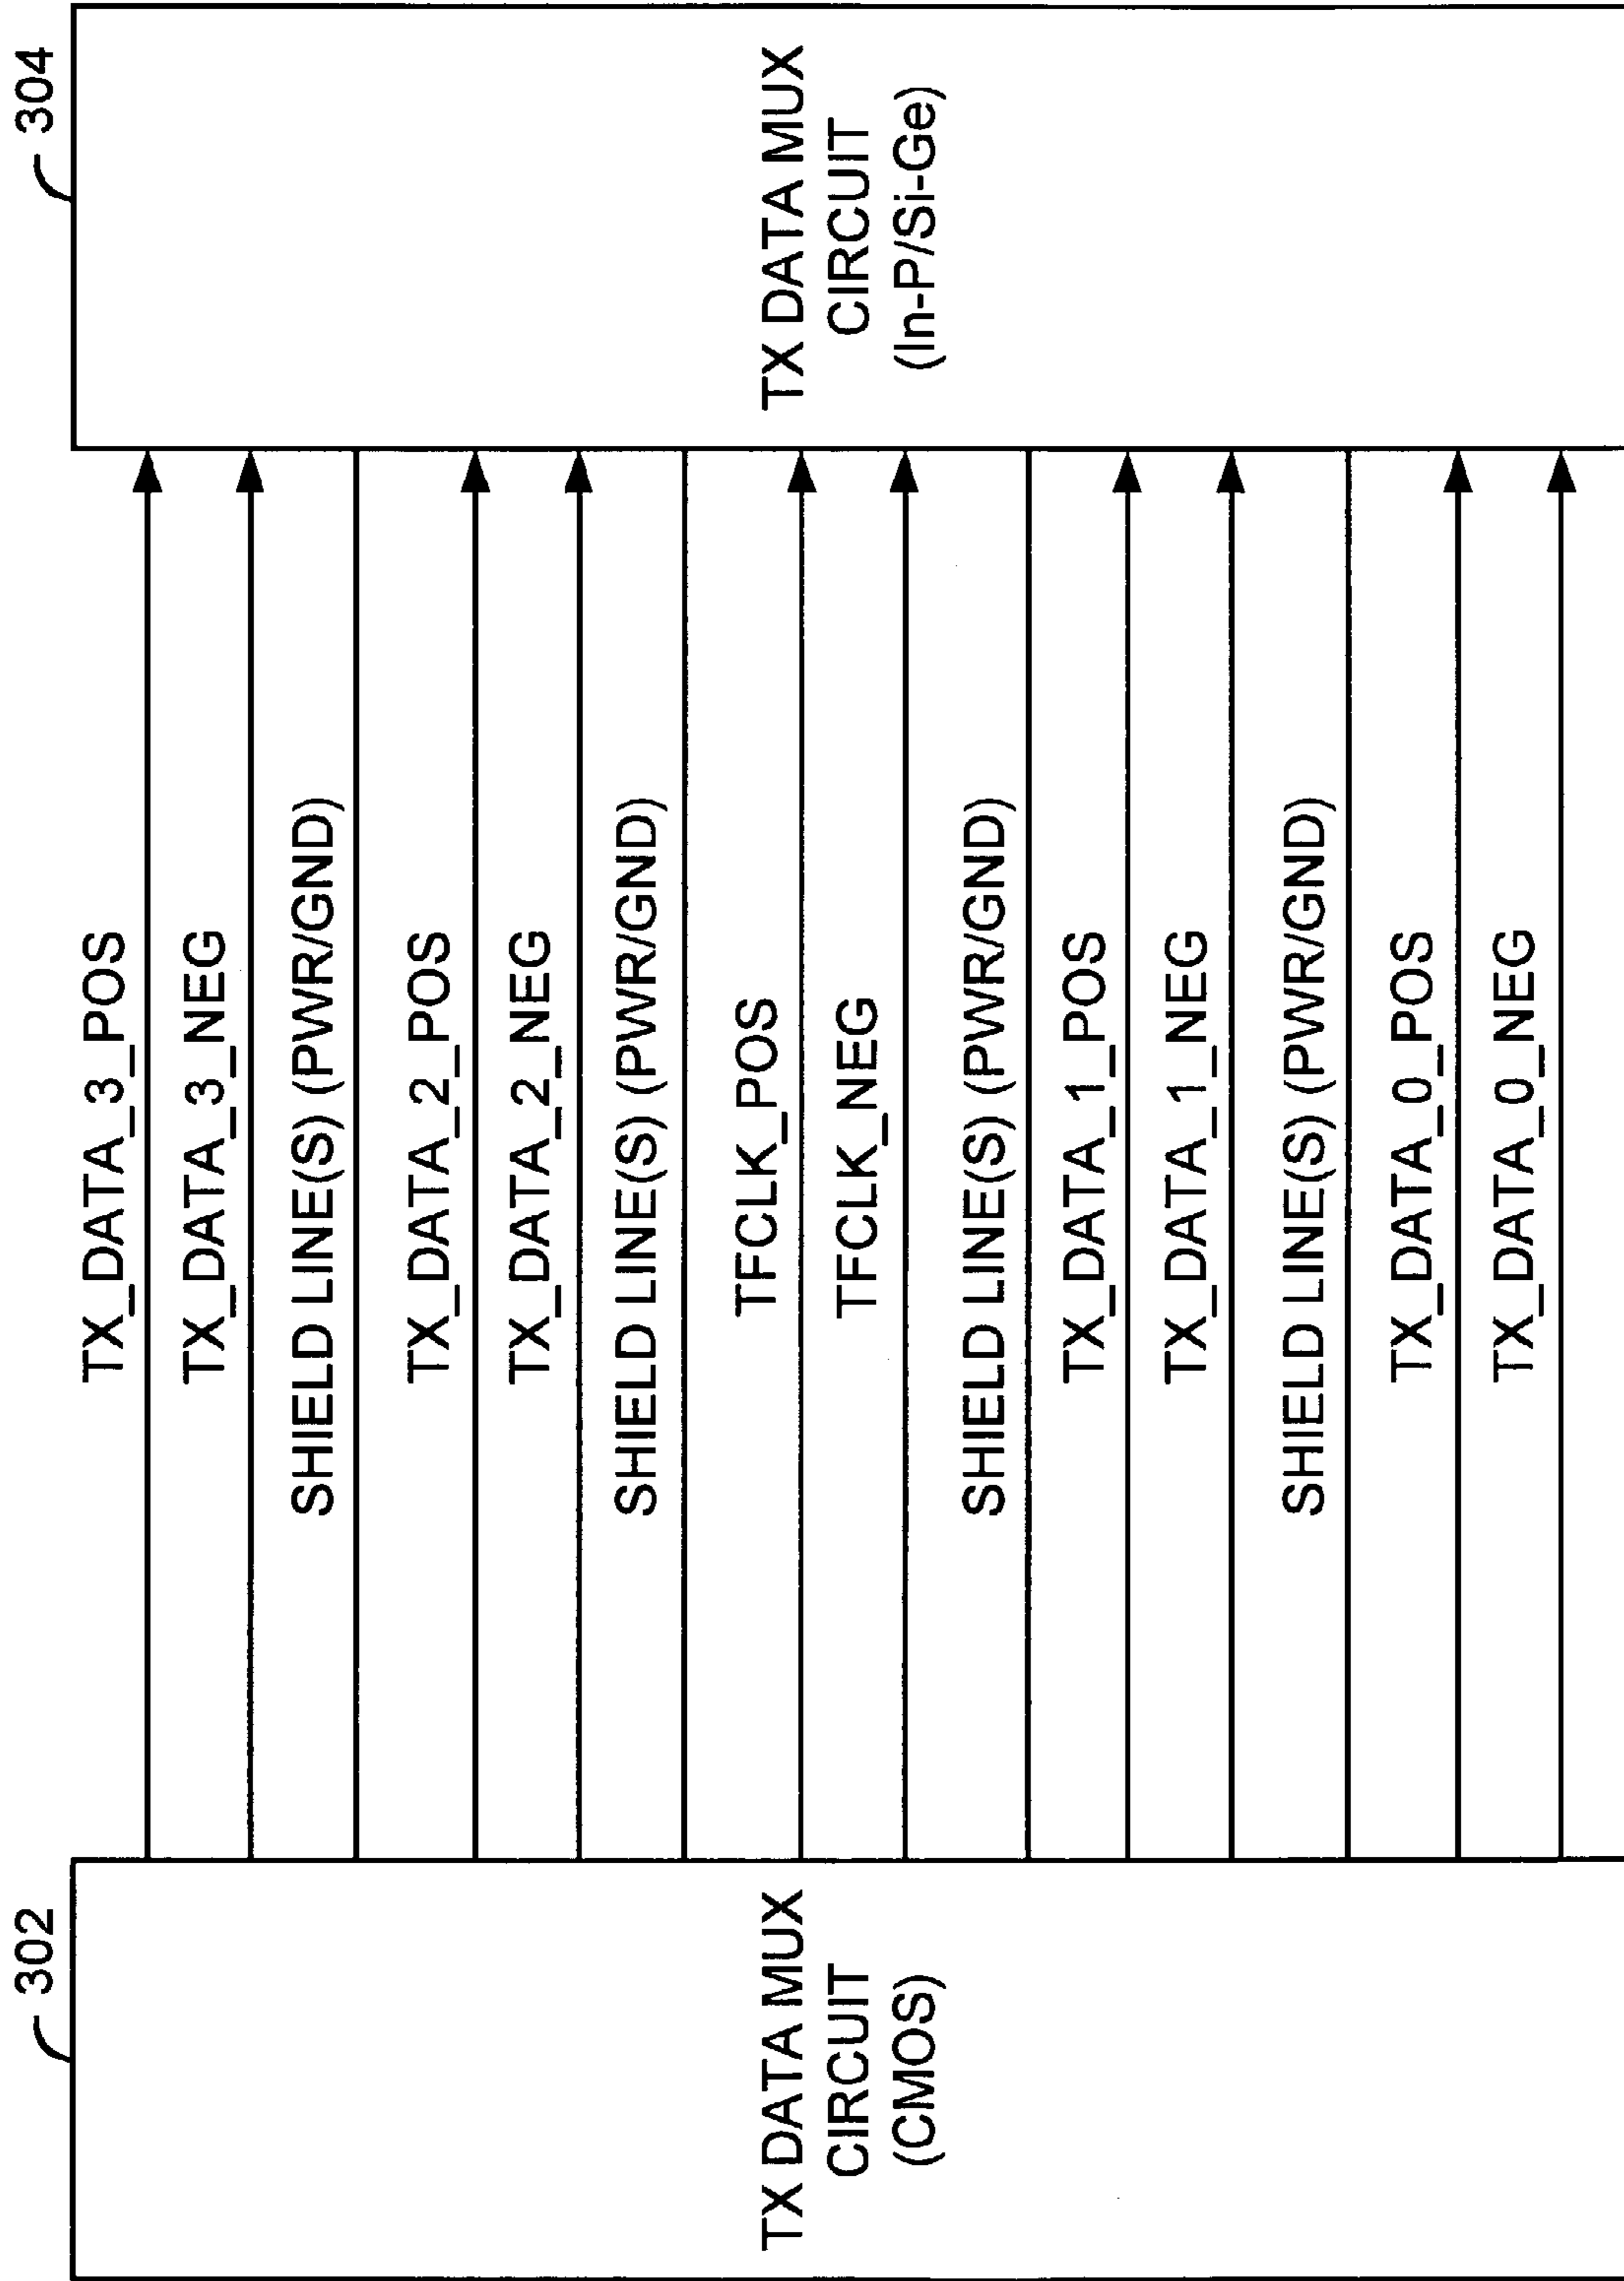 302
304
TX DATA MUX
CIRCUIT
(CMOS)
TX_DATA_3_POS
TX_DATA_3_NEG
SHIELD LINE(S) (PWR/GND)
TX_DATA_2_POS
TX_DATA_2_NEG
SHIELD LINE(S) (PWR/GND)
TFCLK_POS
TFCLK_NEG
SHIELD LINE(S) (PWR/GND)
TX_DATA_1_POS
TX_DATA_1_NEG
SHIELD LINE(S) (PWR/GND)
TX_DATA_0_POS
TX_DATA_0_NEG
TX DATA MUX
CIRCUIT
(In-P/Si-Ge)